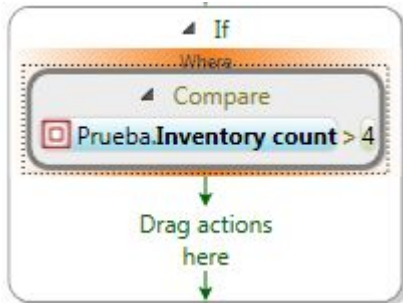 If
Where
Compare
Prueba.Inventory count > 4
Drag actions
here